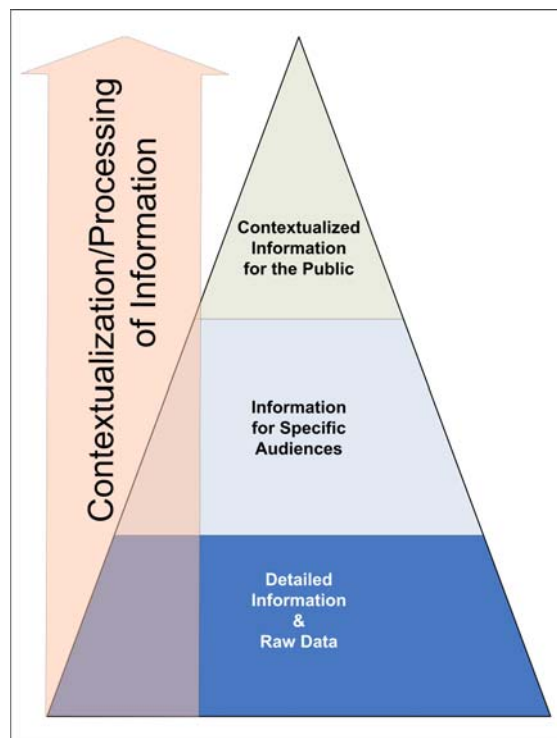 Contextualization/Processing
of Information
Contextualized
Information
for the Public
Information
for Specific
Audiences
Detailed
Information
&
Raw Data